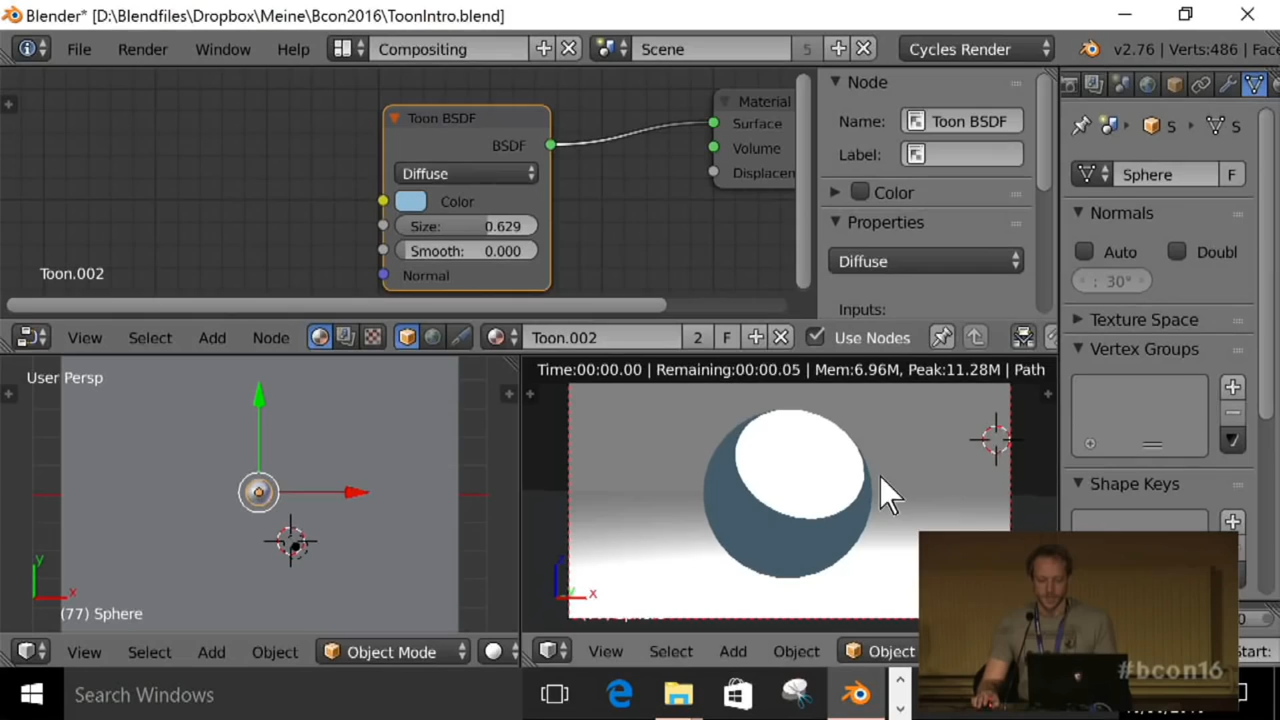 Blender* [D:\Blendfiles\Dropbox\Meine\Bcon2016\ToonIntro.blend]
File Render Window Help Compositing Scene 5 Cycles Render v2.76 | Verts:486 | Face
Toon BSDF
BSDF
Diffuse
Color
Size: 0.629
Smooth: 0.000
Normal
Toon.002
Material
Surface
Volume
Displacen
Node
Name: Toon BSDF
Label:
Color
Properties
Diffuse
Inputs:
S S
Sphere F
Normals
Auto Doubl
: 30°
Texture Space
Vertex Groups
Shape Keys
View Select Add Node Toon.002 2 F Use Nodes
User Persp
y
x
(77) Sphere
Time:00:00.00 | Remaining:00:00.05 | Mem:6.96M, Peak:11.28M | Path
x
View Select Add Object Object Mode
View Select Add Object Object
Start:
#bcon16
Search Windows